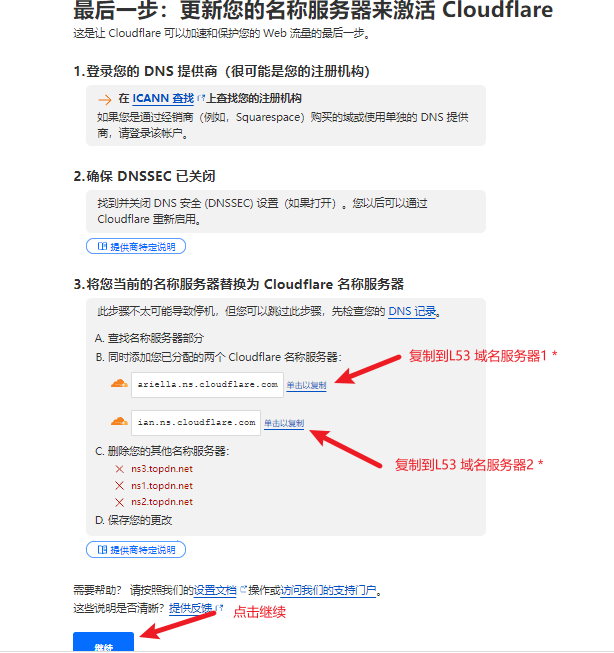 最后一步：更新您的名称服务器来激活 Cloudflare
这是让 Cloudflare 可以加速和保护您的 Web 流量的最后一步。
1.登录您的 DNS 提供商（很可能是您的注册机构）
在 ICANN 查找 上查找您的注册机构
如果您是通过经销商（例如，Squarespace）购买的域或使用单独的 DNS 提供
商，请登录该帐户。
2.确保 DNSSEC 已关闭
找到并关闭 DNS 安全 (DNSSEC) 设置（如果打开）。您以后可以通过
Cloudflare 重新启用。
提供商特定说明
3.将您当前的名称服务器替换为 Cloudflare 名称服务器
此步骤不太可能导致停机，但您可以跳过此步骤，先检查您的 DNS 记录。
A. 查找名称服务器部分
B. 同时添加您已分配的两个 Cloudflare 名称服务器：
复制到L53 域名服务器1 *
ariella.ns.cloudflare.com 单击以复制
ian.ns.cloudflare.com 单击以复制
C. 删除您的其他名称服务器：
复制到L53 域名服务器2 *
ns3.topdn.net
ns1.topdn.net
ns2.topdn.net
D. 保存您的更改
提供商特定说明
需要帮助？ 请按照我们的设置文档 操作或访问我们的支持门户。
这些说明是否清晰？ 提供反馈 点击继续
继续